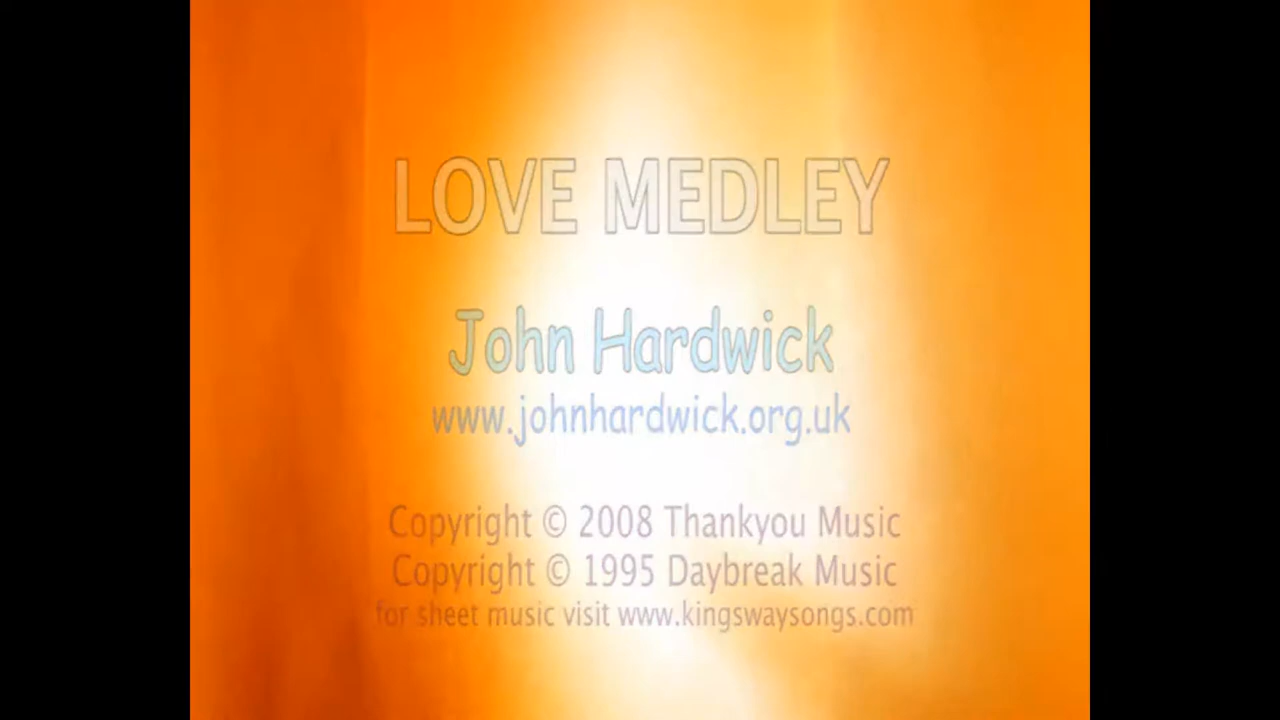 LOVE MEDLEY
John Hardwick
www.johnhardwick.org.uk
Copyright © 2008 Thankyou Music
Copyright © 1995 Daybreak Music
for sheet music visit www.kingswaysongs.com